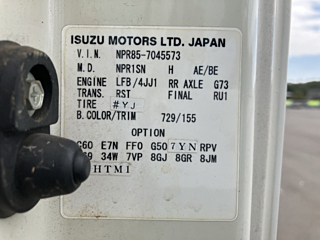 ISUZU MOTORS LTD. JAPAN
V.I.N. NPR85-7045573
M.D. NPR1SN H AE/BE
ENGINE LFB/4JJ1 RR AXLE G73
TRANS. RST FINAL RU1
TIRE #YJ
B.COLOR/TRIM 729/155
OPTION
E7N FF0 G50 7YN RPV
34W 7VP 8GJ 8GR 8JM
HTMI